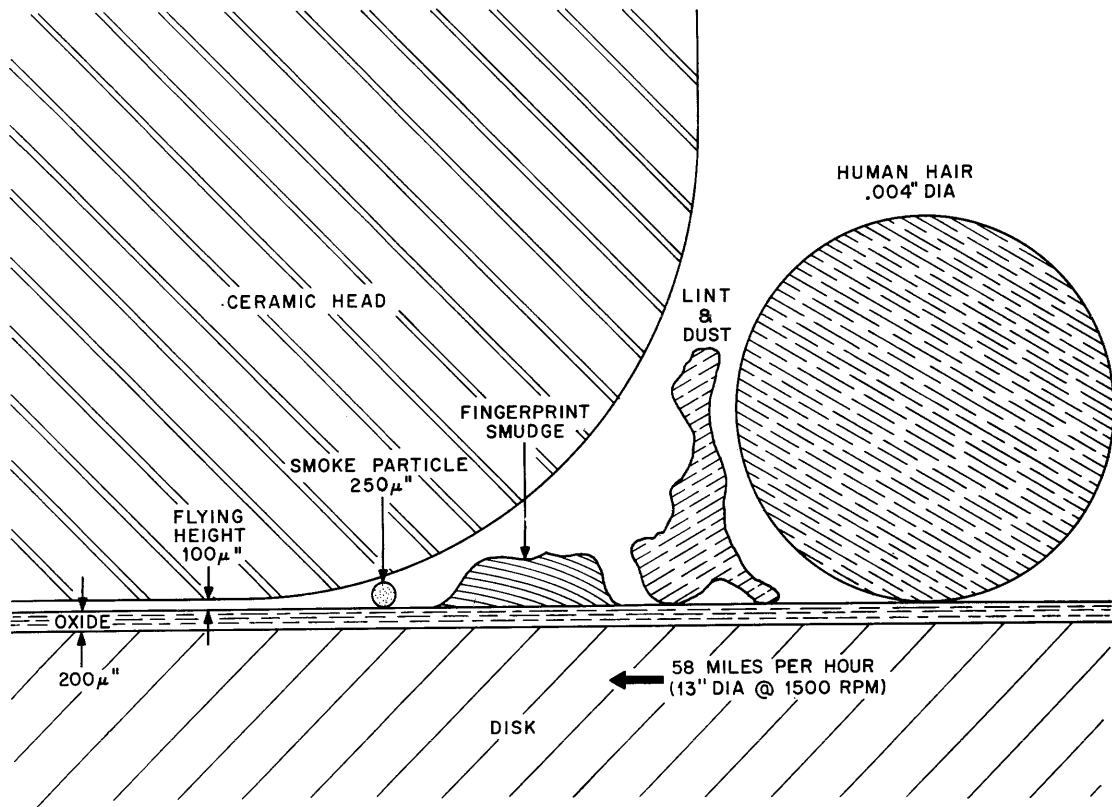 HUMAN HAIR
.004" DIA
CERAMIC HEAD
LINT
&
DUST
FINGERPRINT
SMUDGE
SMOKE PARTICLE
250μ"
FLYING
HEIGHT
100μ"
OXIDE
200μ"
58 MILES PER HOUR
(13" DIA @ 1500 RPM)
DISK